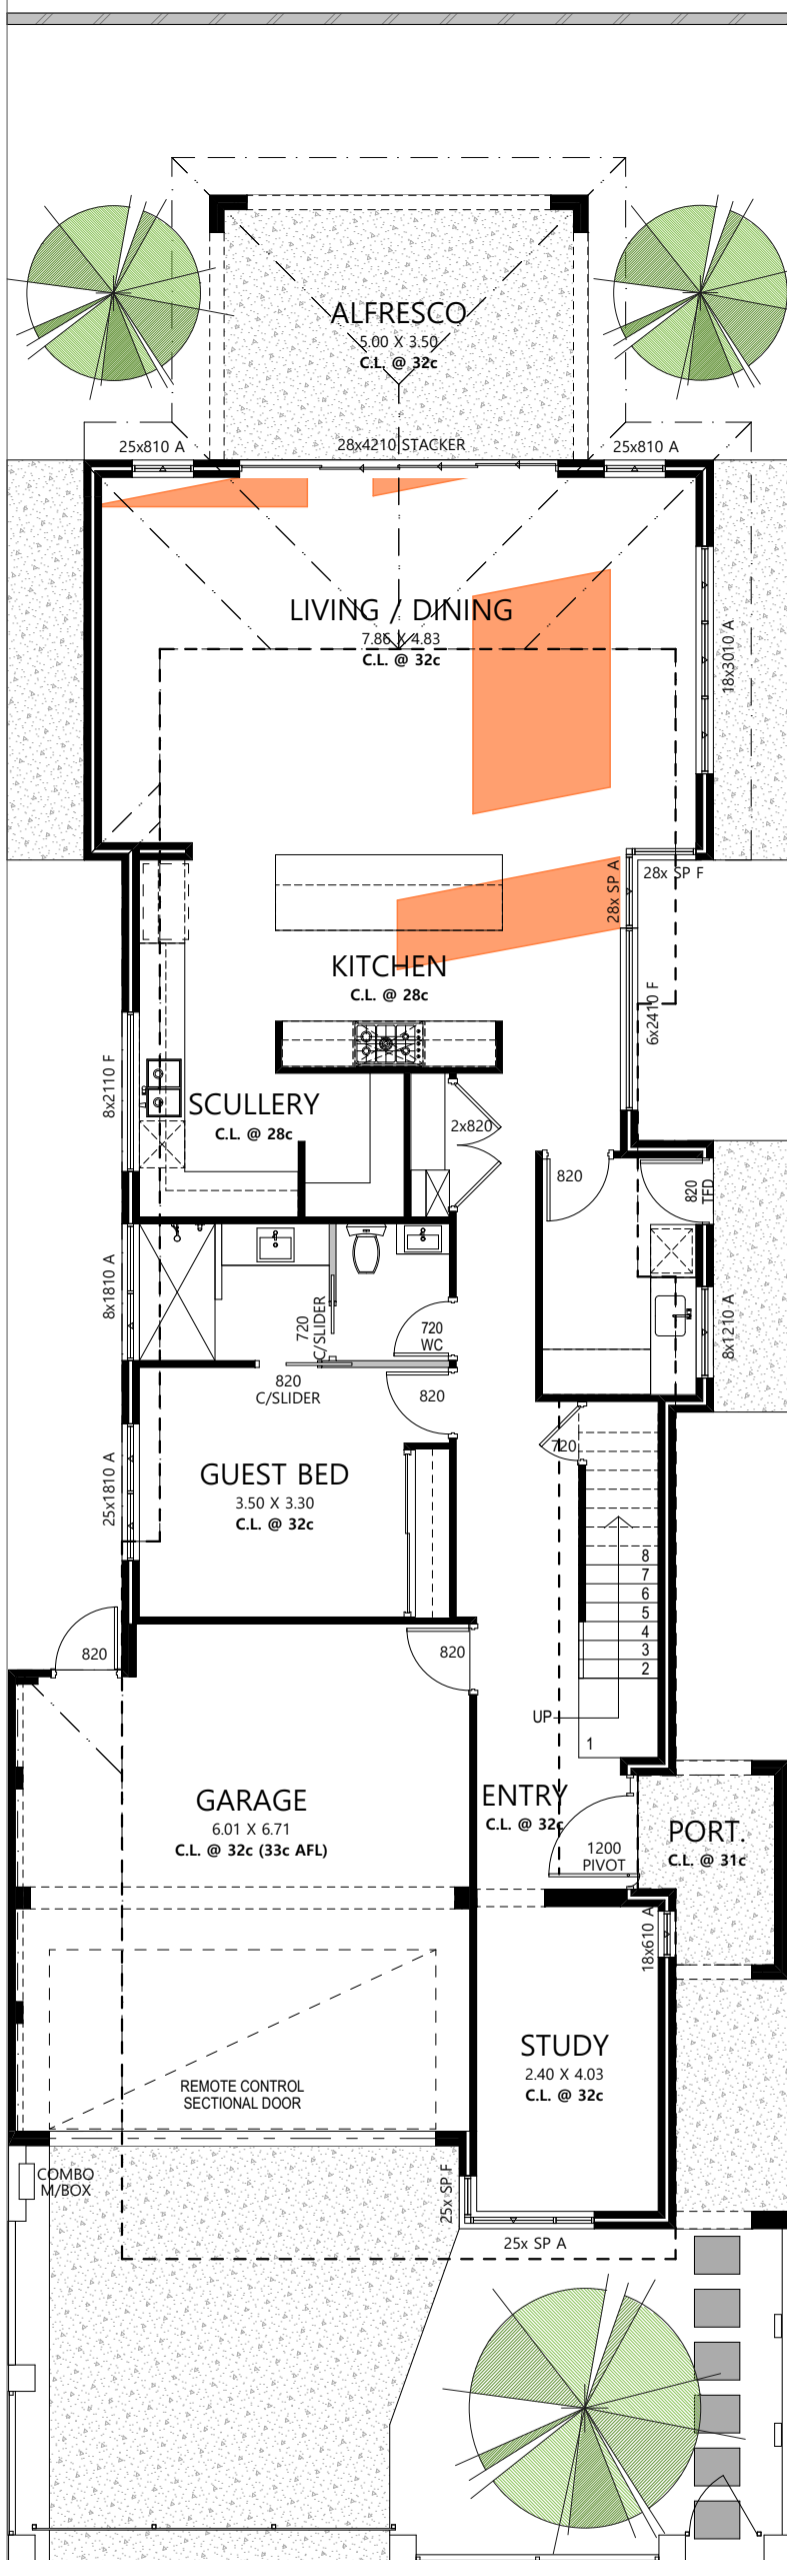 ALFRESCO
5.00 X 3.50
C.L. @ 32c
25x810 A
28x4210 STACKER
25x810 A
LIVING / DINING
7.86 X 4.83
C.L. @ 32c
18x3010 A
28x SP A
28x SP F
KITCHEN
C.L. @ 28c
6x2410 F
8x2110 F
SCULLERY
C.L. @ 28c
2x820
820
820
TFD
8x1810 A
720
C/SLIDER
720
WC
8x1210 A
820
C/SLIDER
820
720
25x1810 A
GUEST BED
3.50 X 3.30
C.L. @ 32c
8
7
6
5
4
3
2
820
820
UP
1
GARAGE
6.01 X 6.71
C.L. @ 32c (33c AFL)
ENTRY
C.L. @ 32c
1200
PIVOT
PORT.
C.L. @ 31c
18x610 A
STUDY
2.40 X 4.03
C.L. @ 32c
REMOTE CONTROL
SECTIONAL DOOR
COMBO
M/BOX
25x SP F
25x SP A